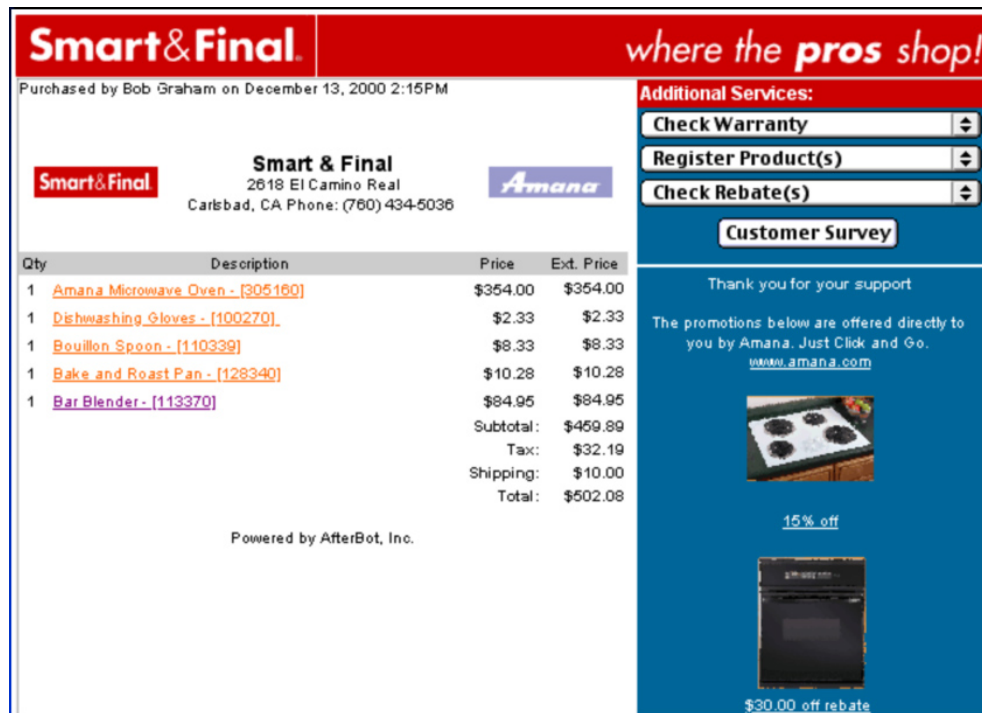 Smart&Final.
where the pros shop!
Purchased by Bob Graham on December 13, 2000 2:15PM
Smart&Final.
Smart & Final
2618 El Camino Real
Carlsbad, CA Phone: (760) 434-5036
Amana
Qty Description Price Ext. Price
1 Amana Microwave Oven - [305160] $354.00 $354.00
1 Dishwashing Gloves - [100270] $2.33 $2.33
1 Bouillon Spoon - [110339] $8.33 $8.33
1 Bake and Roast Pan - [128340] $10.28 $10.28
1 Bar Blender - [113370] $84.95 $84.95
Subtotal: $459.89
Tax: $32.19
Shipping: $10.00
Total: $502.08
Powered by AfterBot, Inc.
Additional Services:
Check Warranty
Register Product(s)
Check Rebate(s)
Customer Survey
Thank you for your support
The promotions below are offered directly to
you by Amana. Just Click and Go.
www.amana.com
15% off
$30.00 off rebate